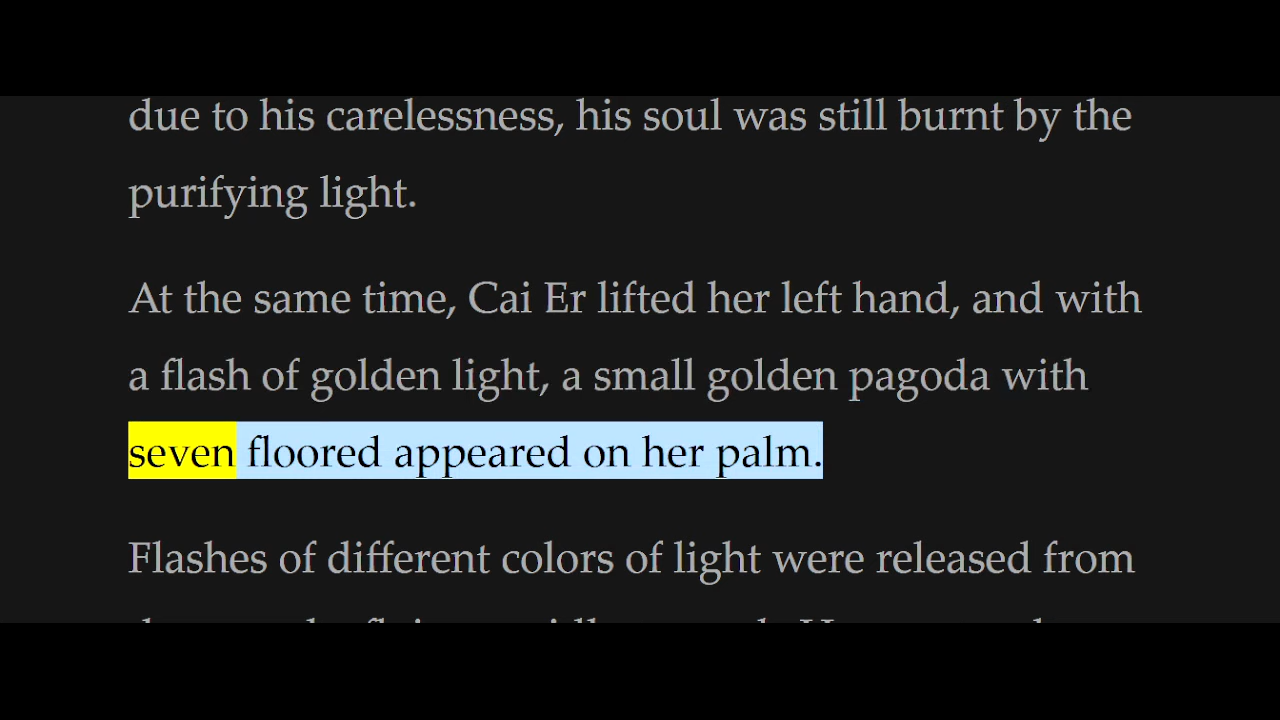 due to his carelessness, his soul was still burnt by the
purifying light.
At the same time, Cai Er lifted her left hand, and with
a flash of golden light, a small golden pagoda with
seven floored appeared on her palm.
Flashes of different colors of light were released from